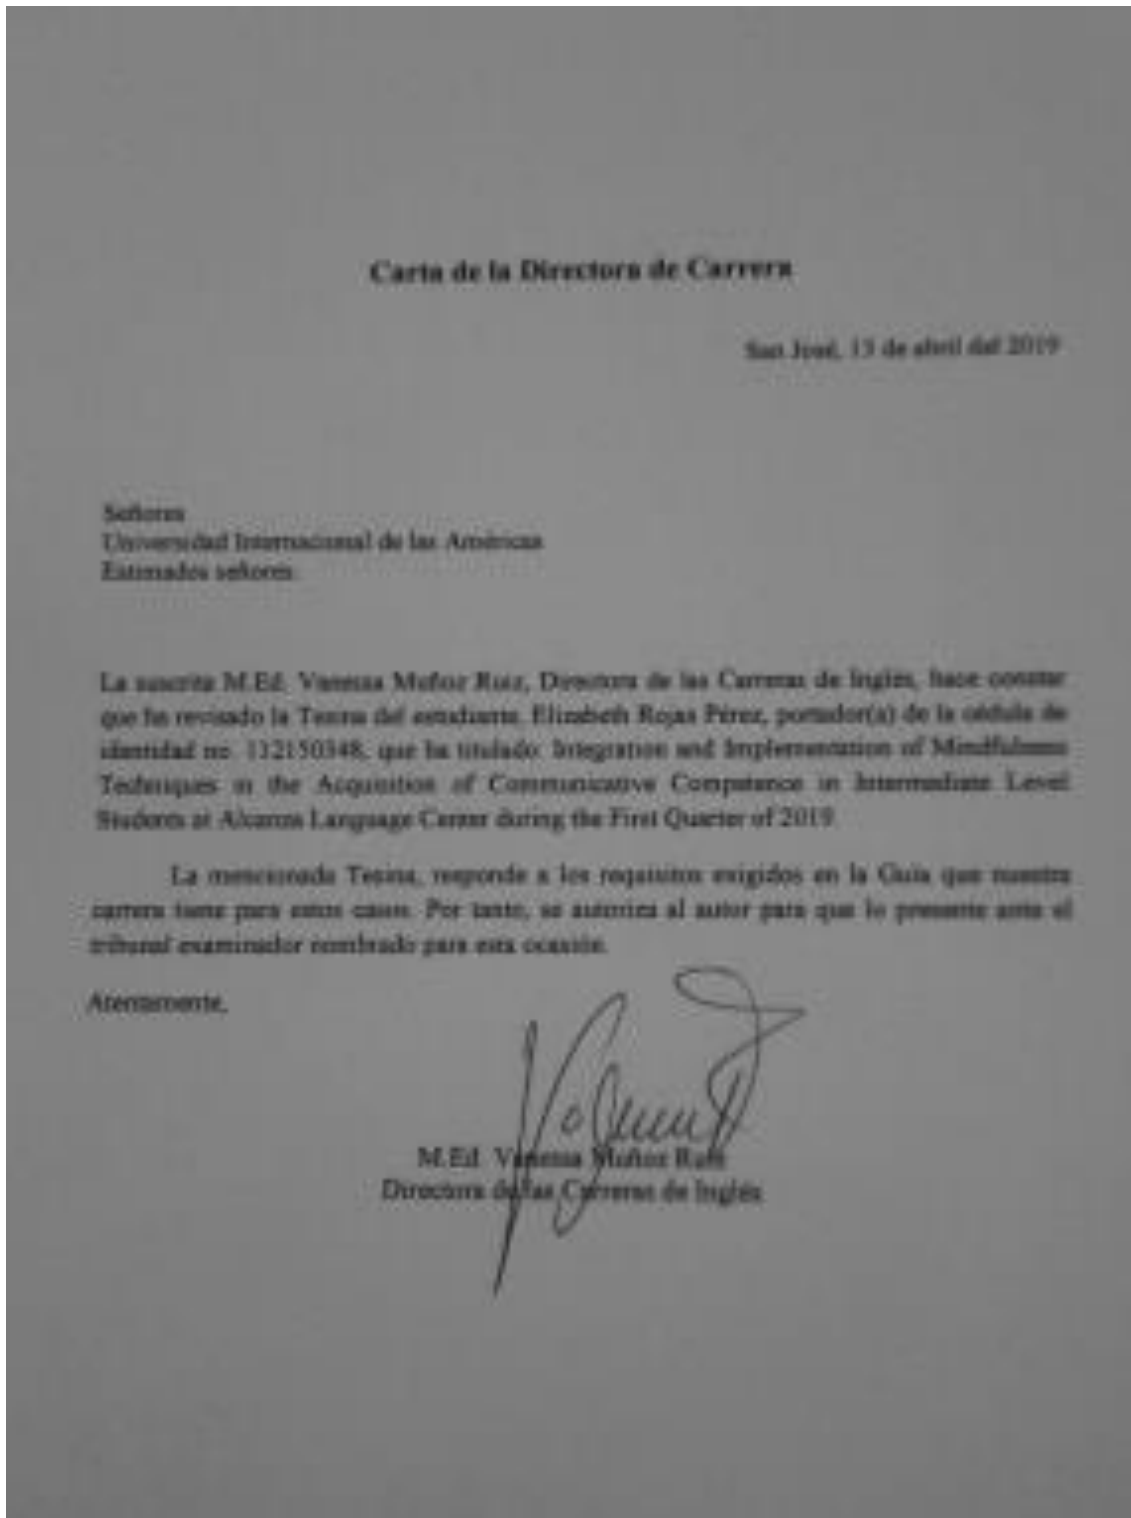 Carta de la Directora de Carrera
San José, 13 de abril del 2019
Señores
Universidad Internacional de las Américas
Estimados señores:
La suscrita M.Ed. Vanessa Muñoz Ruiz, Directora de las Carreras de Inglés, hace constar
que ha revisado la Tesina del estudiante, Elizabeth Rojas Pérez, portador(a) de la cédula de
identidad no. 112150348, que ha titulado: Integration and Implementation of Mindfulness
Techniques in the Acquisition of Communicative Competence in Intermediate Level
Students at Alcanza Language Center during the First Quarter of 2019
La mencionada Tesina, responde a los requisitos exigidos en la Guía que nuestra
carrera tiene para estos casos. Por tanto, se autoriza al autor para que lo presente ante el
tribunal examinador nombrado para esta ocasión.
Atentamente,
M.Ed. Vanessa Muñoz Ruiz
Directora de las Carreras de Inglés